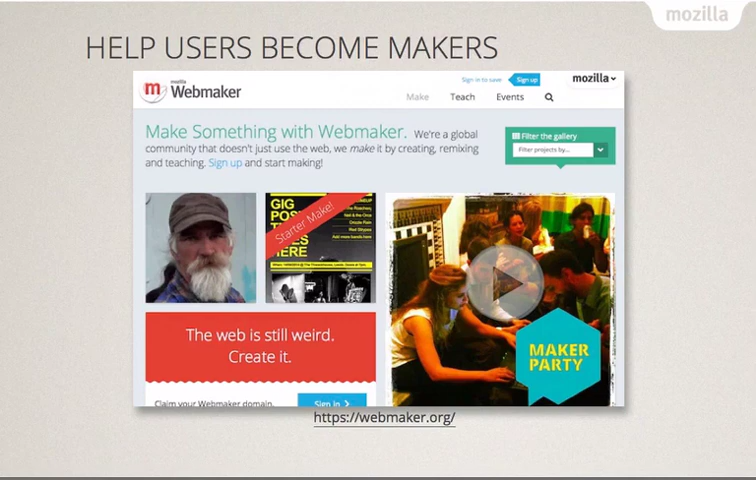 mozilla
HELP USERS BECOME MAKERS
mozilla
Webmaker
Sign in to save
Sign up
mozilla
Make
Teach
Events
Make Something with Webmaker. We're a global
community that doesn't just use the web, we make it by creating, remixing
and teaching. Sign up and start making!
Filter the gallery
Filter projects by...
GIG
HERE
Starter Make!
The web is still weird.
Create it.
MAKER
PARTY
Claim your Webmaker domain.
Sign In
https://webmaker.org/